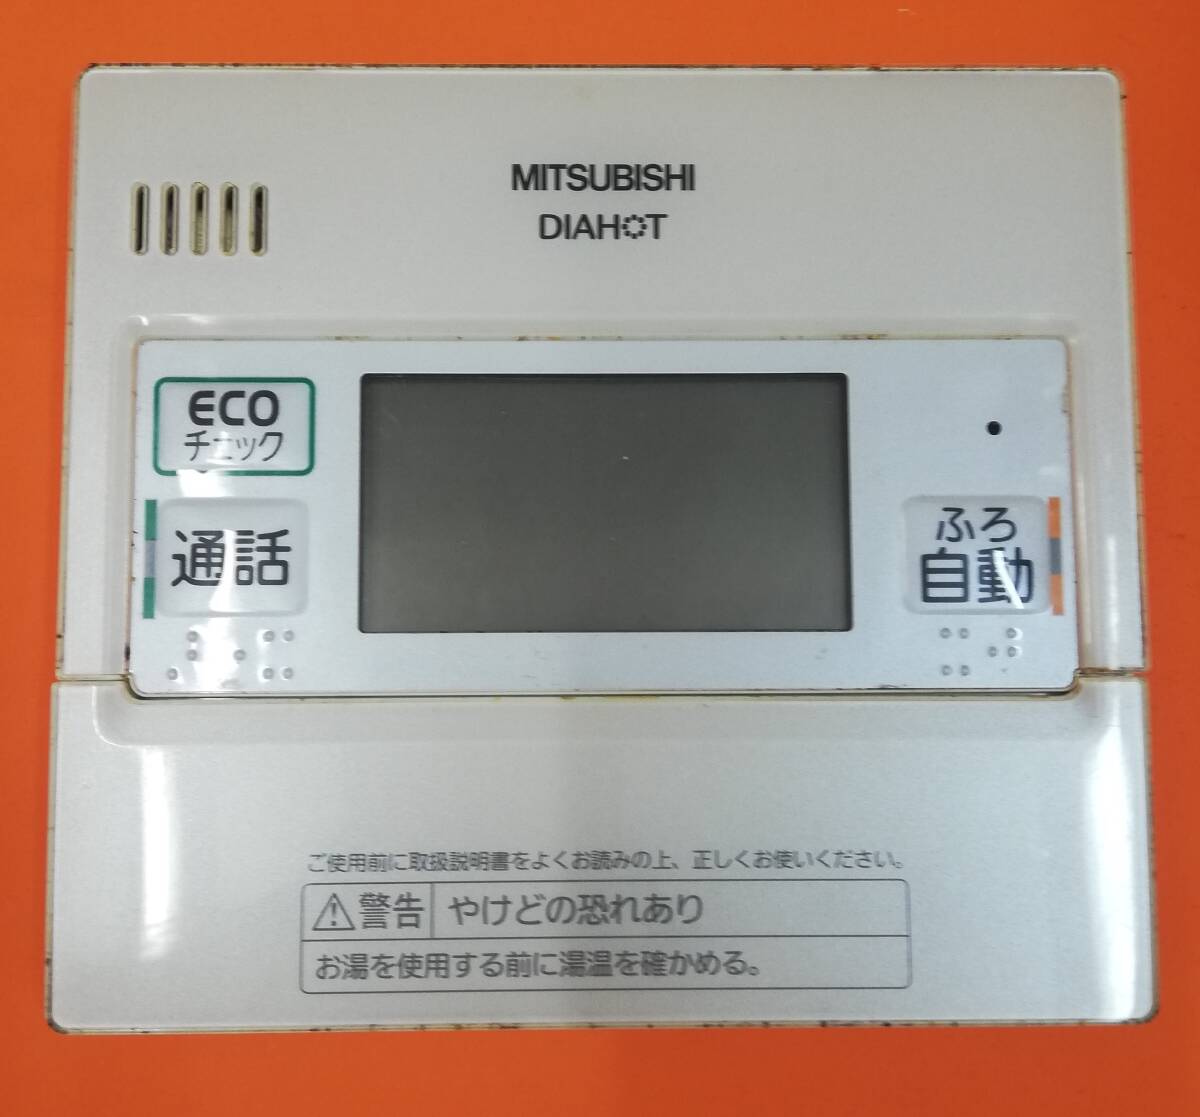 MITSUBISHI
DIAHOT
ECO
チェック
通話
ふろ
自動
ご使用前に取扱説明書をよくお読みの上、正しくお使いください。
警告 やけどの恐れあり
お湯を使用する前に湯温を確かめる。